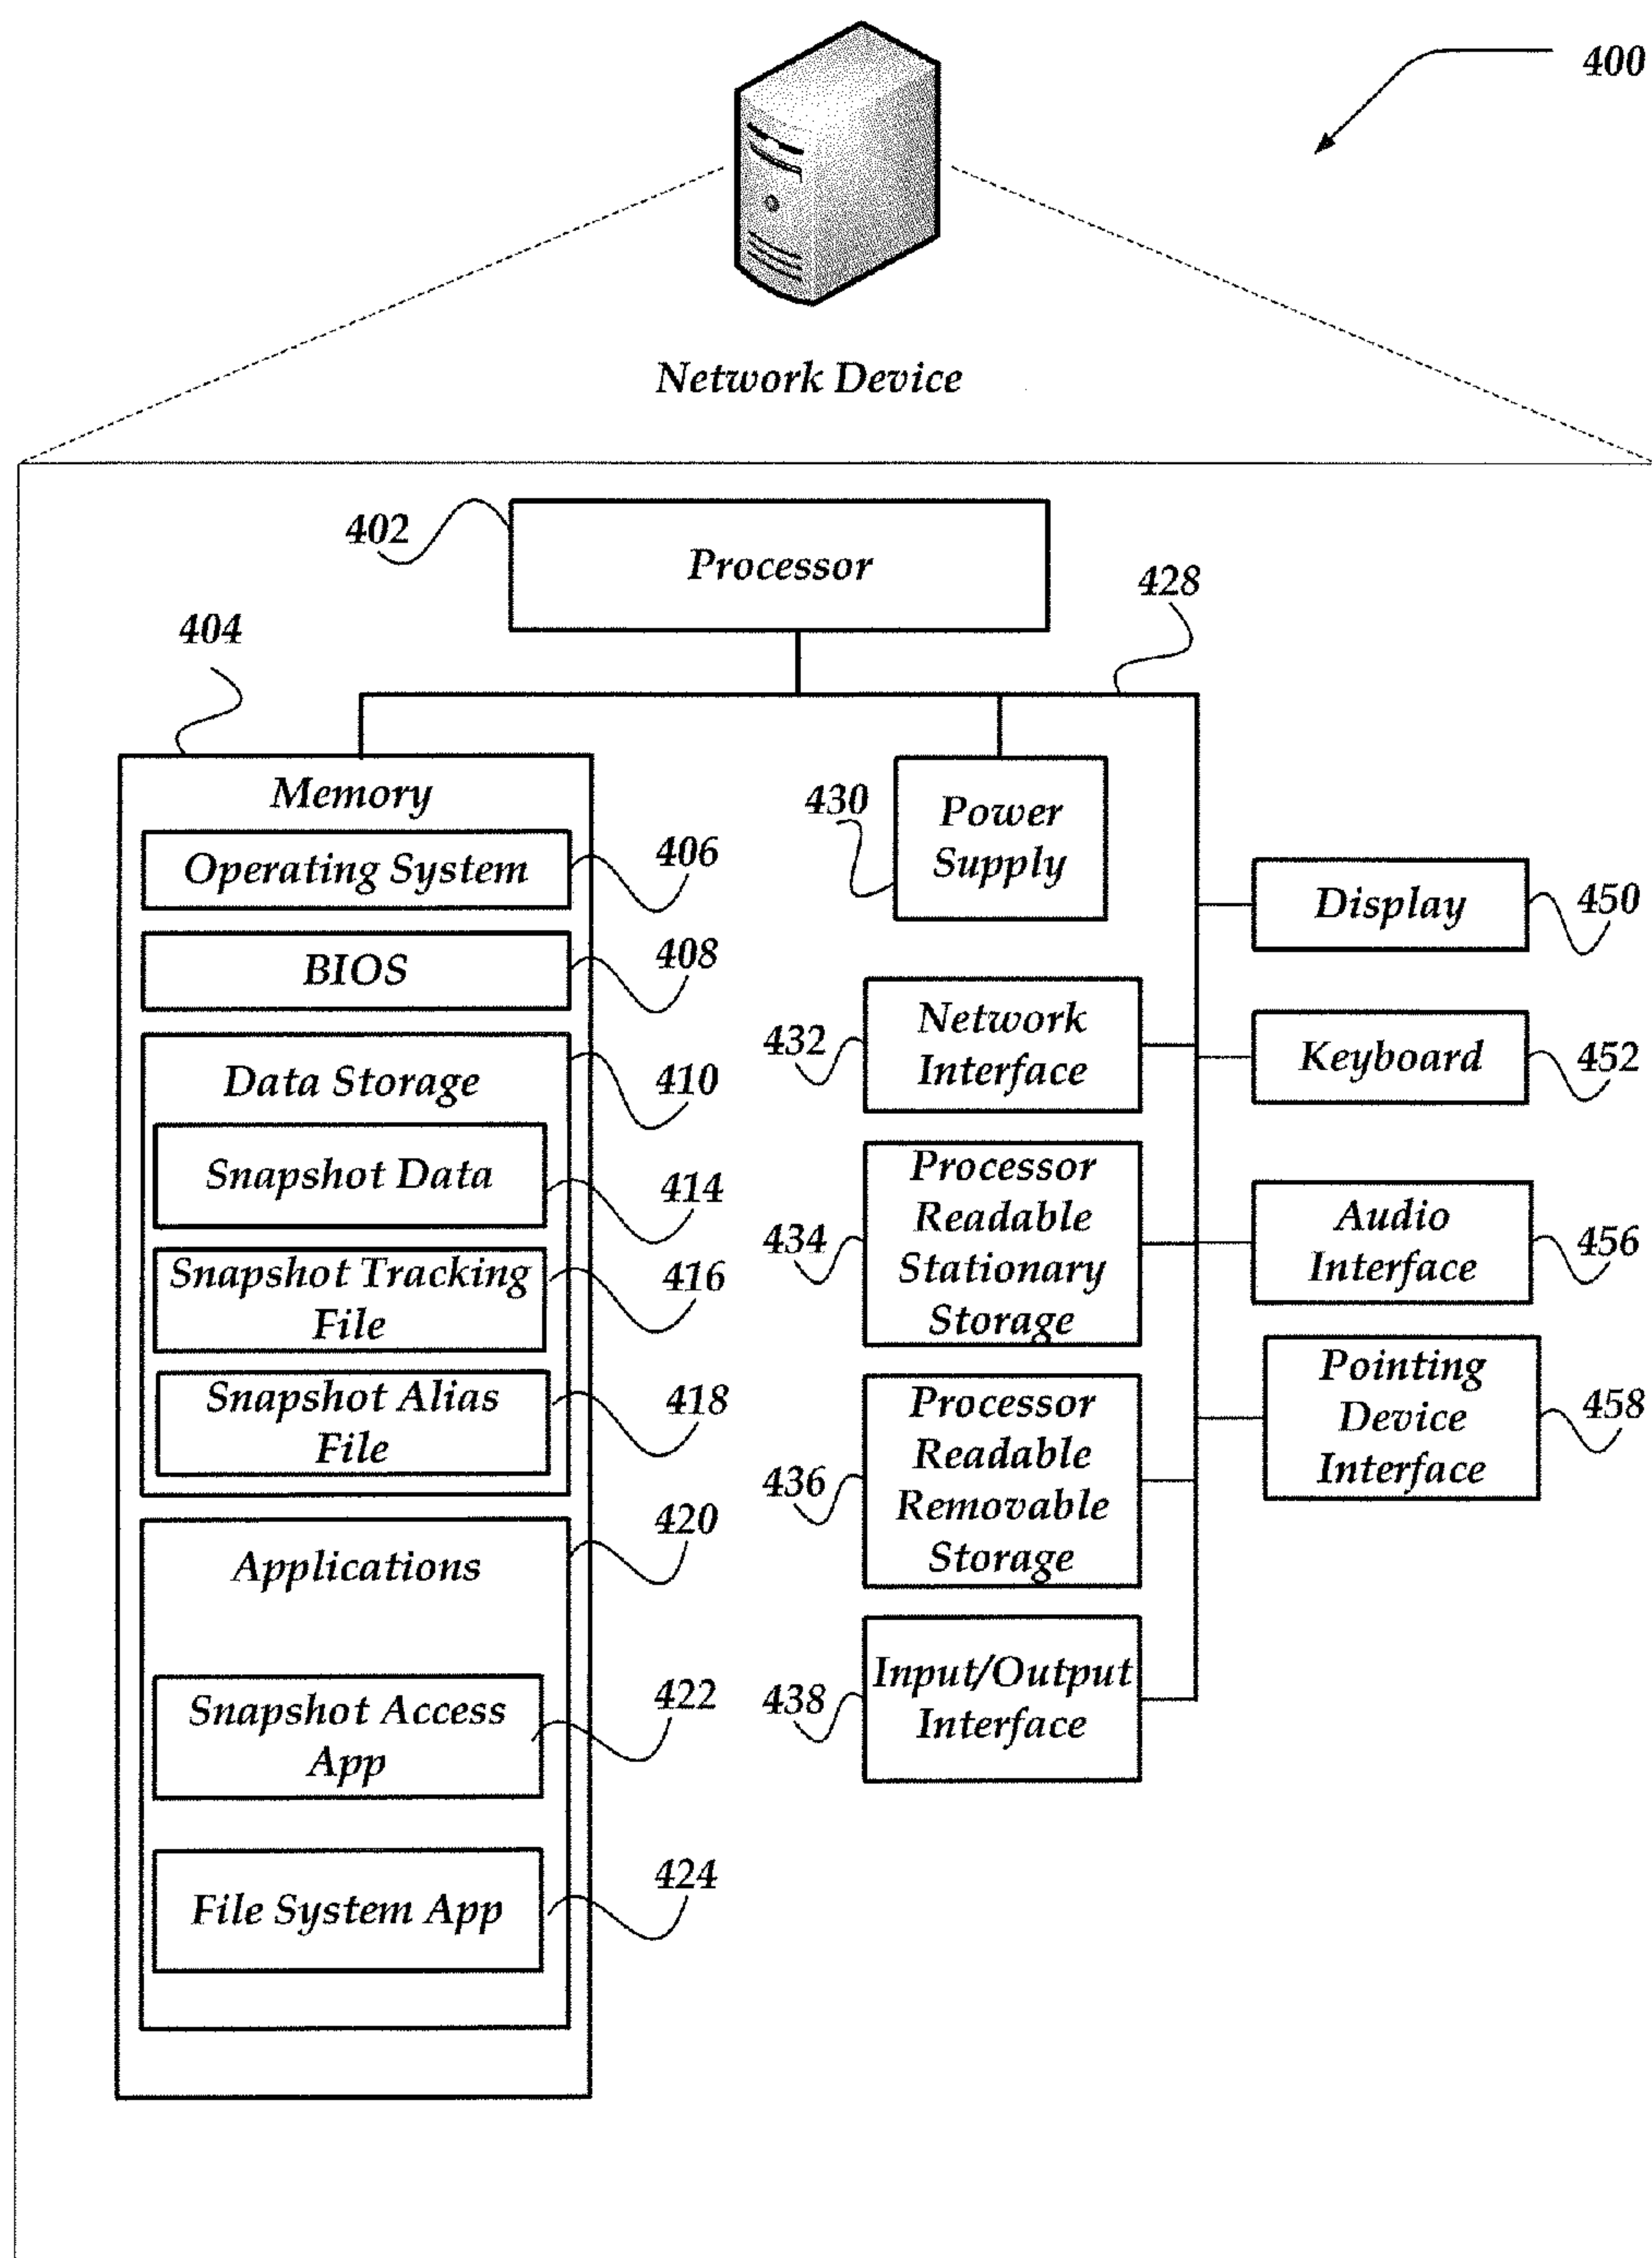 400
Network Device
402
Processor
428
404
Memory
Operating System
406
BIOS
408
Data Storage
410
Snapshot Data
414
Snapshot Tracking
File
416
Snapshot Alias
File
418
Applications
420
Snapshot Access
App
422
File System App
424
430
Power
Supply
432
Network
Interface
434
Processor
Readable
Stationary
Storage
436
Processor
Readable
Removable
Storage
438
Input/Output
Interface
Display
450
Keyboard
452
Audio
Interface
456
Pointing
Device
Interface
458